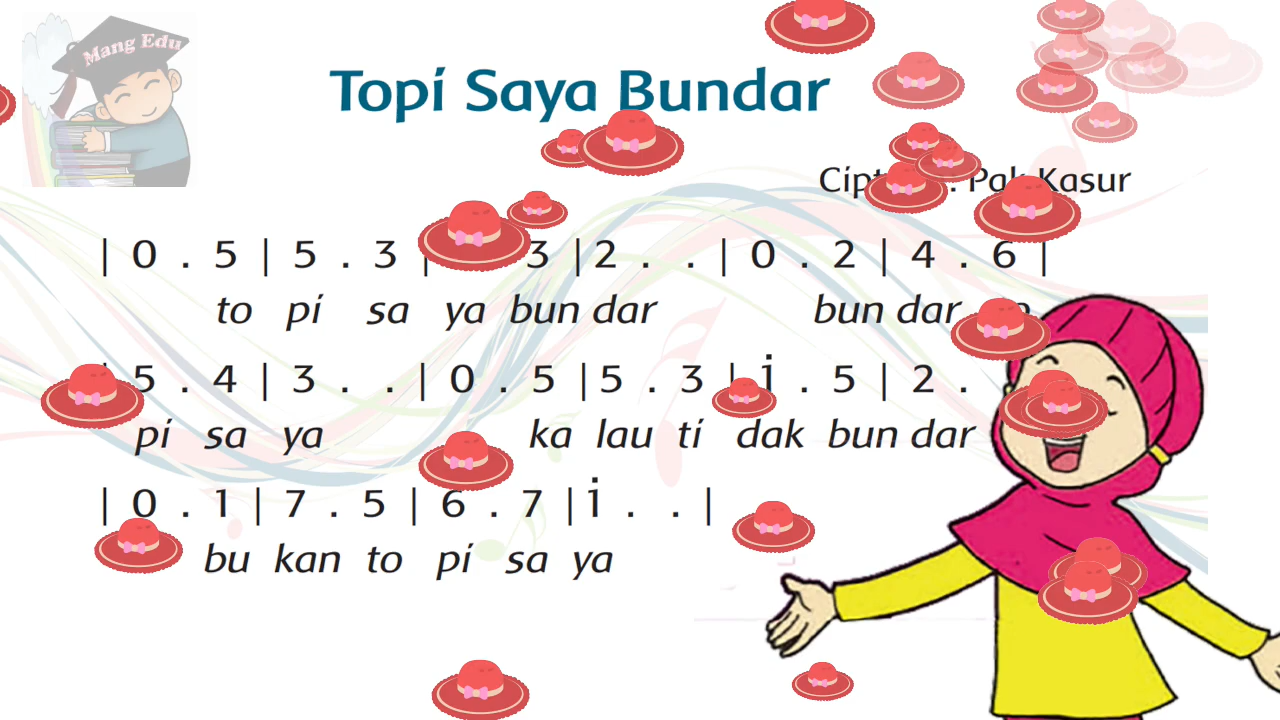 Mang Edu
Topi Saya Bundar
Pak Kasur
| 0 . 5 | 5 . 3 | 3 | 2 . . | 0 . 2 | 4 . 6 |
to pi sa ya bun dar bun dar
5 . 4 | 3 . . | 0 . 5 | 5 . 3 | i . 5 | 2 .
pi sa ya ka lau ti dak bun dar
| 0 . 1 | 7 . 5 | 6 . 7 | i . . |
bu kan to pi sa ya